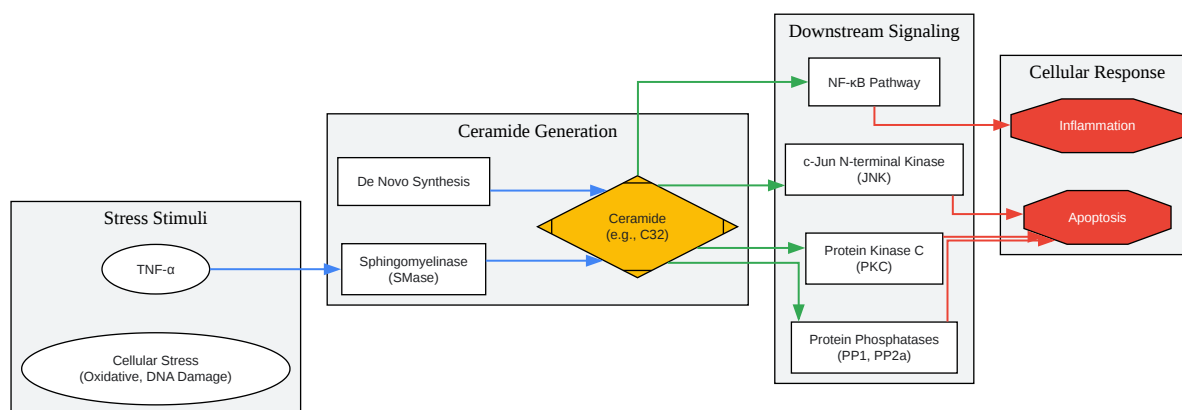 Stress Stimuli
TNF-α
Cellular Stress
(Oxidative, DNA Damage)
Ceramide Generation
De Novo Synthesis
Sphingomyelinase
(SMase)
Ceramide
(e.g., C32)
Downstream Signaling
NF-κB Pathway
c-Jun N-terminal Kinase
(JNK)
Protein Kinase C
(PKC)
Protein Phosphatases
(PP1, PP2a)
Cellular Response
Inflammation
Apoptosis